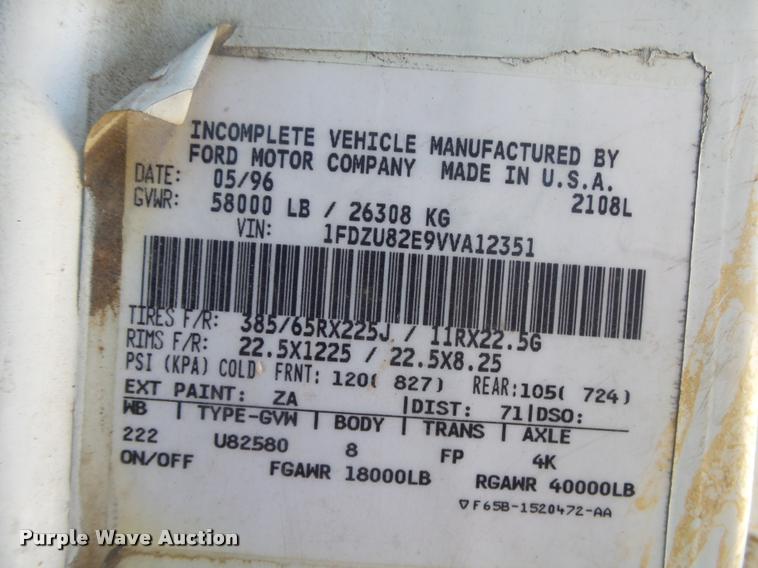 INCOMPLETE VEHICLE MANUFACTURED BY
FORD MOTOR COMPANY MADE IN U.S.A.
DATE: 05/96
GVWR: 58000 LB / 26308 KG 2108L
VIN: 1FDZU82E9VVA12351
TIRES F/R: 385/65RX225J / 11RX22.5G
RIMS F/R: 22.5X1225 / 22.5X8.25
PSI (KPA) COLD FRNT: 120( 827) REAR:105( 724)
EXT PAINT: ZA |DIST: 71|DSO:
WB | TYPE-GVW | BODY | TRANS | AXLE
222 U82580 8 FP 4K
ON/OFF FGAWR 18000LB RGAWR 40000LB
▽F65B-1520472-AA
Purple Wave Auction